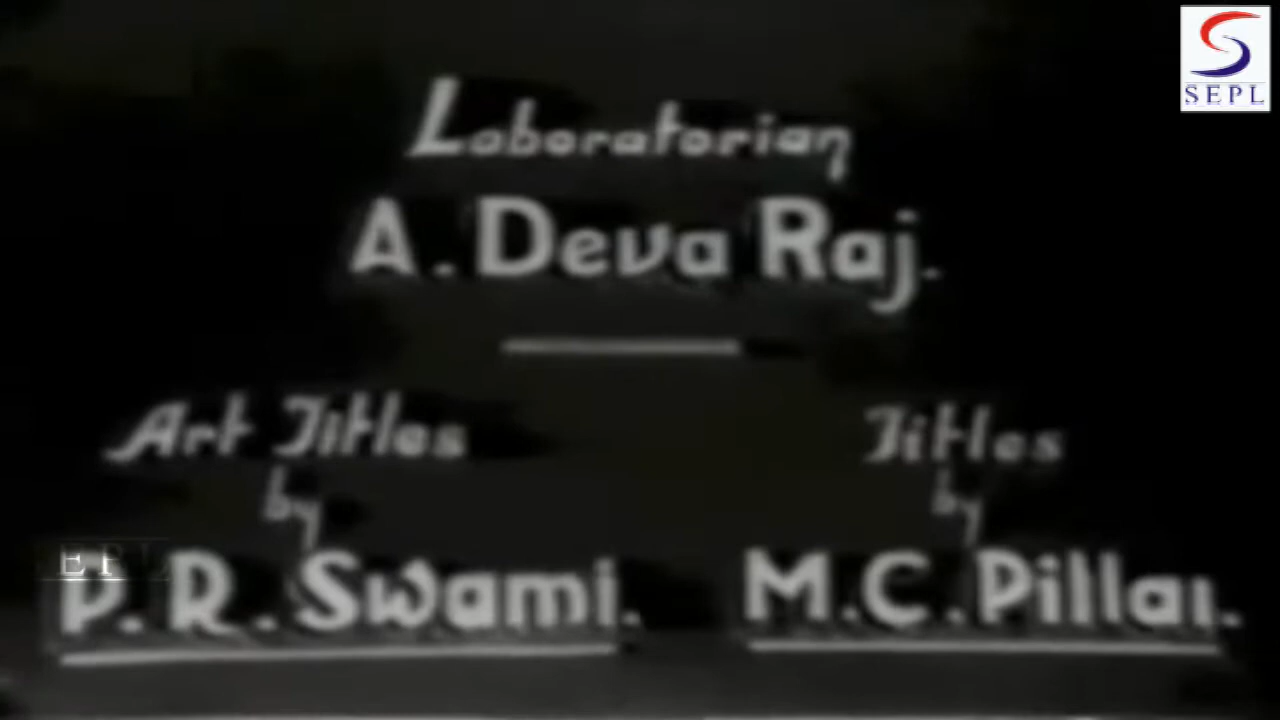 SEPL
Laboratorian
A. Deva Raj.
Art Titles
by
P. R. Swami.
Titles
by
M. C. Pillai.